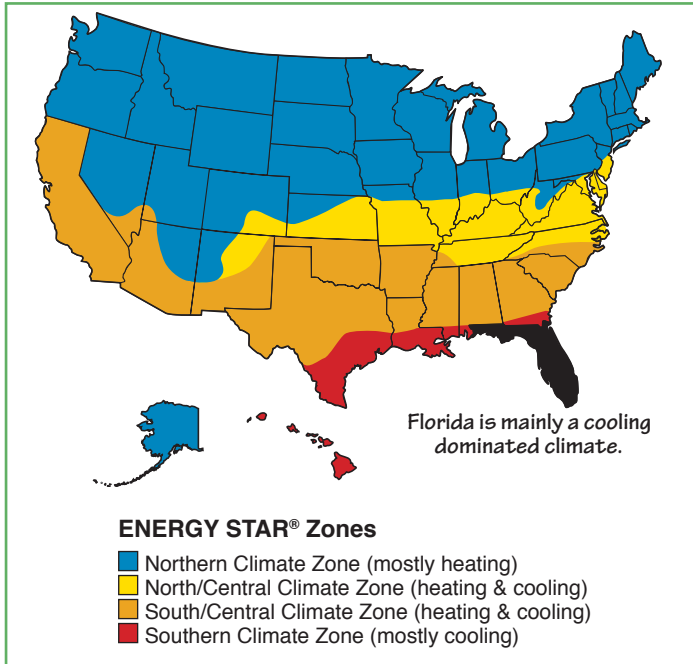 Florida is mainly a cooling
dominated climate.
ENERGY STAR® Zones
Northern Climate Zone (mostly heating)
North/Central Climate Zone (heating & cooling)
South/Central Climate Zone (heating & cooling)
Southern Climate Zone (mostly cooling)